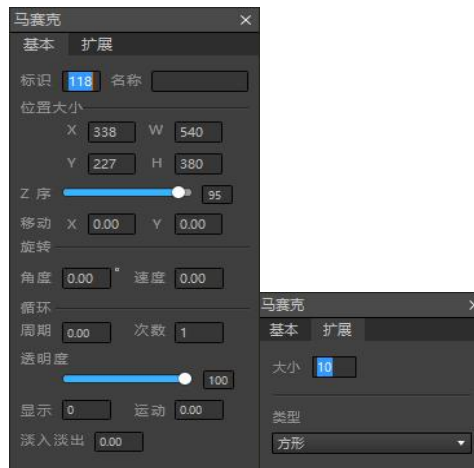 马赛克
基本 扩展
标识 118 名称
位置大小
X 338 W 540
Y 227 H 380
Z 序 95
移动 X 0.00 Y 0.00
旋转
角度 0.00 ° 速度 0.00
循环
周期 0.00 次数 1
透明度
100
显示 0 运动 0.00
淡入淡出 0.00
马赛克
基本 扩展
大小 10
类型
方形